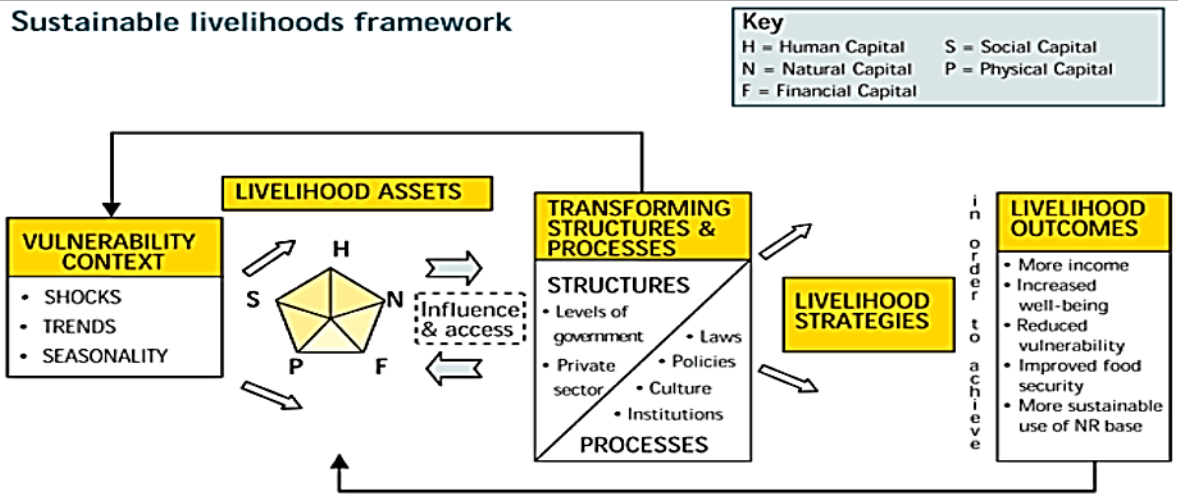 Sustainable livelihoods framework
Key
H = Human Capital
S = Social Capital
N = Natural Capital
P = Physical Capital
F = Financial Capital
VULNERABILITY
CONTEXT
• SHOCKS
• TRENDS
• SEASONALITY
LIVELIHOOD ASSETS
H
S
N
P
F
Influence
& access
TRANSFORMING
STRUCTURES &
PROCESSES
STRUCTURES
• Levels of
government
• Private
sector
• Laws
• Policies
• Culture
• Institutions
PROCESSES
LIVELIHOOD
STRATEGIES
in order to achieve
LIVELIHOOD
OUTCOMES
• More income
• Increased
well-being
• Reduced
vulnerability
• Improved food
security
• More sustainable
use of NR base